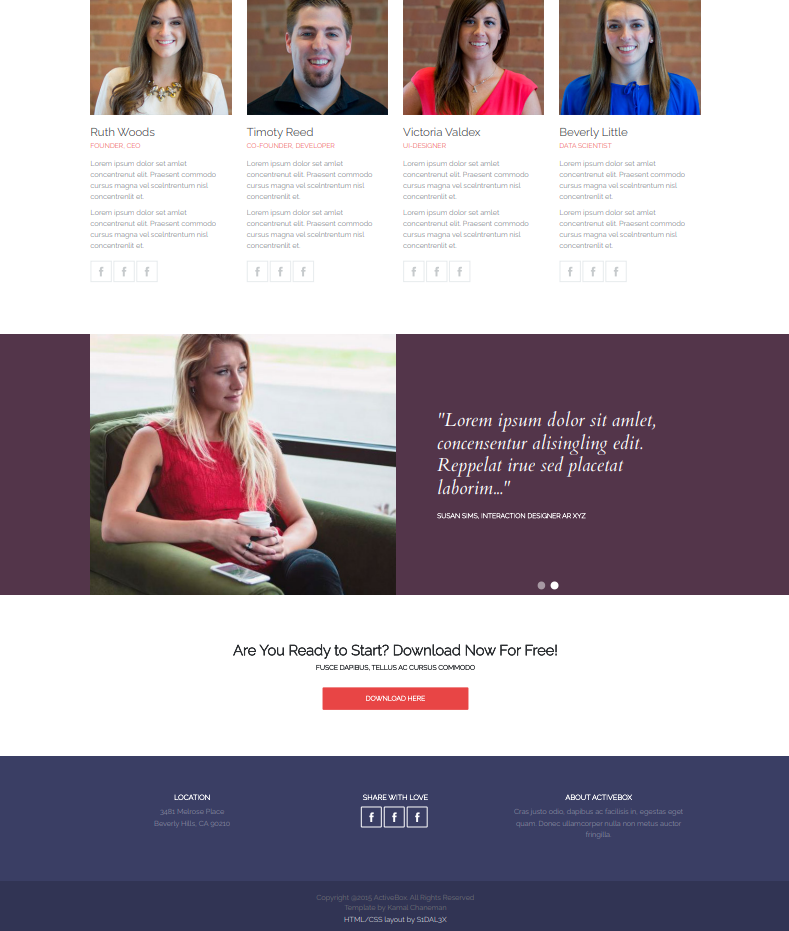 Ruth Woods
FOUNDER, CEO
Lorem ipsum dolor set amlet
concentrenut elit. Praesent commodo
cursus magna vel scelntrentum nisl
concentrenlit et.
Lorem ipsum dolor set amlet
concentrenut elit. Praesent commodo
cursus magna vel scelntrentum nisl
concentrenlit et.
Timoty Reed
CO-FOUNDER, DEVELOPER
Lorem ipsum dolor set amlet
concentrenut elit. Praesent commodo
cursus magna vel scelntrentum nisl
concentrenlit et.
Lorem ipsum dolor set amlet
concentrenut elit. Praesent commodo
cursus magna vel scelntrentum nisl
concentrenlit et.
Victoria Valdex
UI-DESIGNER
Lorem ipsum dolor set amlet
concentrenut elit. Praesent commodo
cursus magna vel scelntrentum nisl
concentrenlit et.
Lorem ipsum dolor set amlet
concentrenut elit. Praesent commodo
cursus magna vel scelntrentum nisl
concentrenlit et.
Beverly Little
DATA SCIENTIST
Lorem ipsum dolor set amlet
concentrenut elit. Praesent commodo
cursus magna vel scelntrentum nisl
concentrenlit et.
Lorem ipsum dolor set amlet
concentrenut elit. Praesent commodo
cursus magna vel scelntrentum nisl
concentrenlit et.
"Lorem ipsum dolor sit amlet,
concensentur alisingling edit.
Reppelat irue sed placetat
laborim..."
SUSAN SIMS, INTERACTION DESIGNER AR XYZ
Are You Ready to Start? Download Now For Free!
FUSCE DAPIBUS, TELLUS AC CURSUS COMMODO
DOWNLOAD HERE
LOCATION
3481 Melrose Place
Beverly Hills, CA 90210
SHARE WITH LOVE
ABOUT ACTIVEBOX
Cras justo odio, dapibus ac facilisis in, egestas eget
quam. Donec ullamcorper nulla non metus auctor
fringilla.
Copyright @2015 ActiveBox. All Rights Reserved
Template by Kamal Chaneman
HTML/CSS layout by S1DAL3X